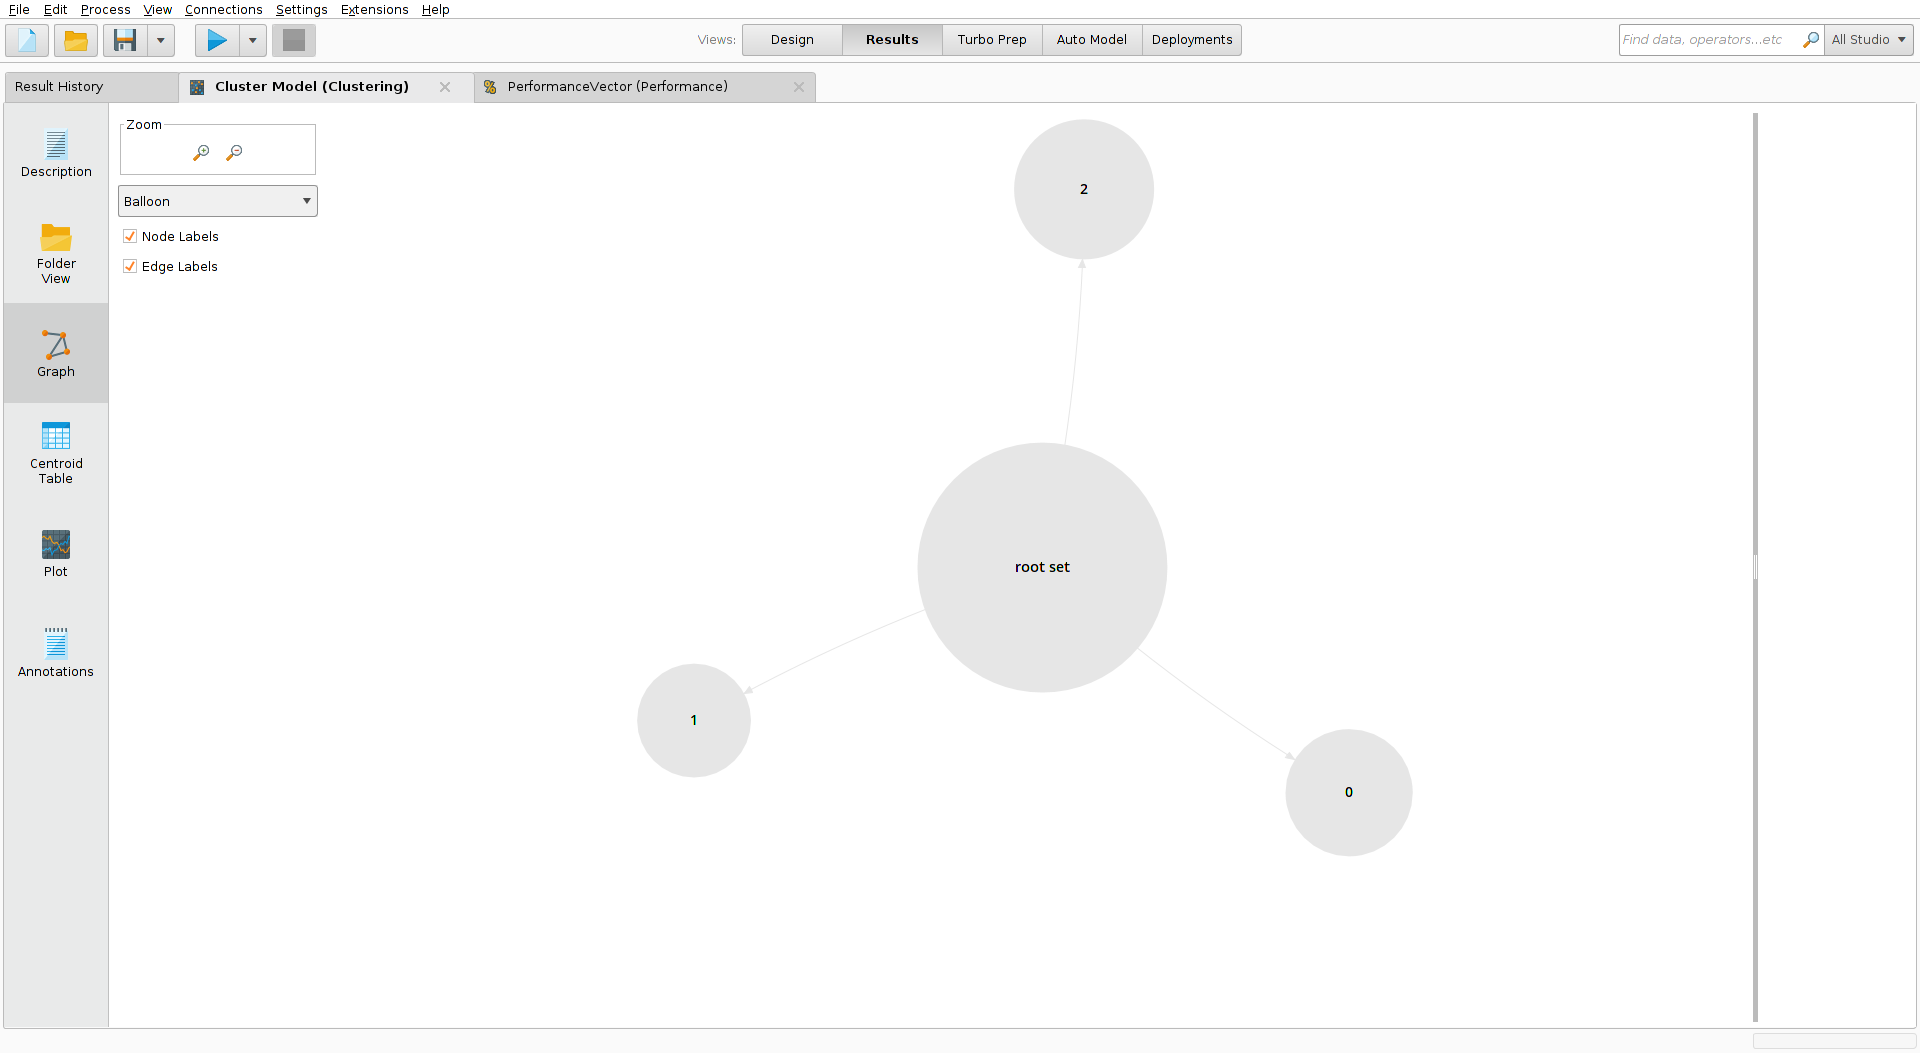 File Edit Process View Connections Settings Extensions Help
Views: Design Results Turbo Prep Auto Model Deployments
Find data, operators...etc All Studio
Result History Cluster Model (Clustering) PerformanceVector (Performance)
Description
Folder
View
Graph
Centroid
Table
Plot
Annotations
Zoom
Balloon
Node Labels
Edge Labels
2
root set
1
0